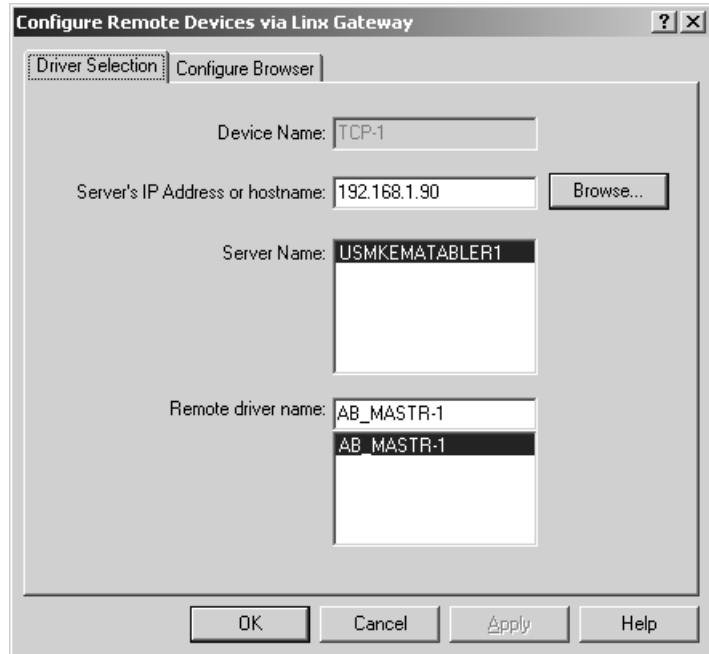 Configure Remote Devices via Linx Gateway
Driver Selection Configure Browser
Device Name: TCP-1
Server's IP Address or hostname: 192.168.1.90 Browse...
Server Name: USMKEMATABLER1
Remote driver name: AB_MASTR-1
AB_MASTR-1
OK Cancel Apply Help